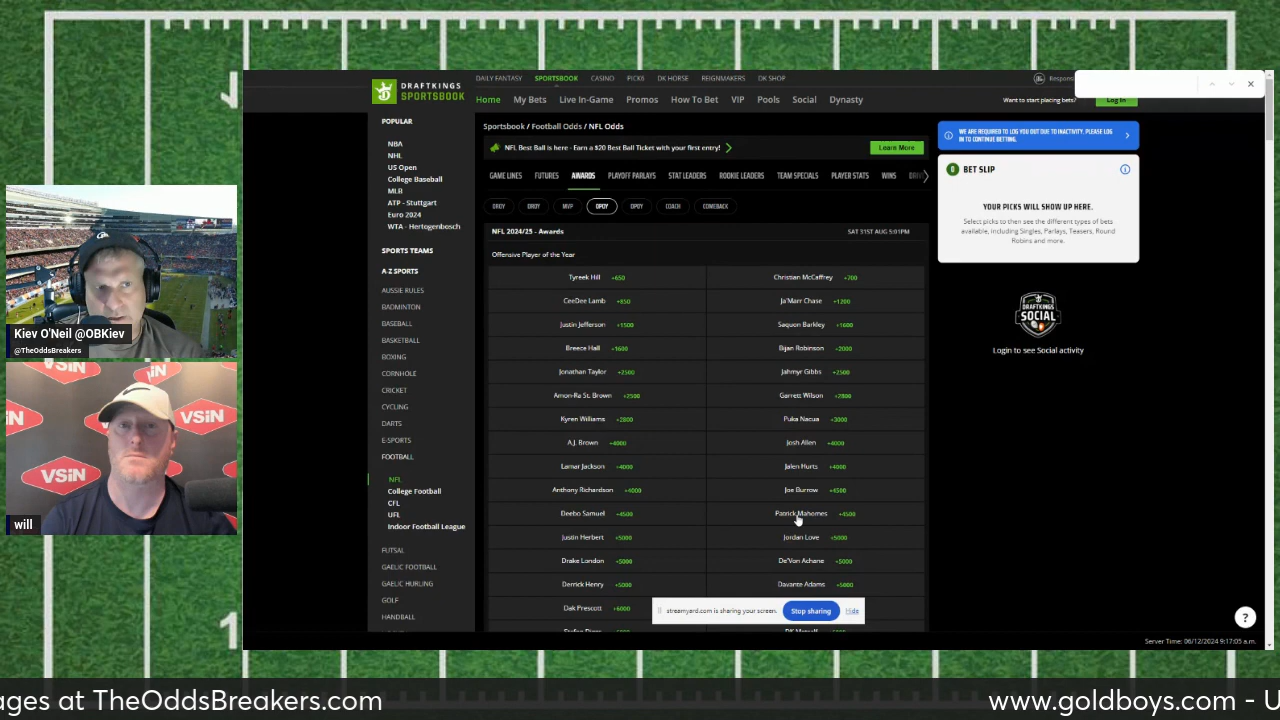 DAILY FANTASY SPORTSBOOK CASINO PICK6 DK HORSE REIGNMAKERS DK SHOP
DRAFTKINGS
SPORTSBOOK
Home My Bets Live In-Game Promos How To Bet VIP Pools Social Dynasty
Want to start placing bets? Log In
POPULAR
NBA
NHL
US Open
College Baseball
MLB
ATP - Stuttgart
Euro 2024
WTA - Hertogenbosch
SPORTS TEAMS
A-Z SPORTS
AUSSIE RULES
BADMINTON
BASEBALL
BASKETBALL
BOXING
CORNHOLE
CRICKET
CYCLING
DARTS
E-SPORTS
FOOTBALL
NFL
College Football
CFL
UFL
Indoor Football League
FUTSAL
GAELIC FOOTBALL
GAELIC HURLING
GOLF
HANDBALL
Sportsbook / Football Odds / NFL Odds
NFL Best Ball is here - Earn a $20 Best Ball Ticket with your first entry! Learn More
GAME LINES FUTURES AWARDS PLAYOFF PARLAYS STAT LEADERS ROOKIE LEADERS TEAM SPECIALS PLAYER STATS WINS
OROY DROY MVP OPOY DPOY COACH COMEBACK
NFL 2024/25 - Awards SAT 31ST AUG 5:01PM
Offensive Player of the Year
Tyreek Hill +650 Christian McCaffrey +700
CeeDee Lamb +850 Ja'Marr Chase +1200
Justin Jefferson +1500 Saquon Barkley +1600
Breece Hall +1600 Bijan Robinson +2000
Jonathan Taylor +2500 Jahmyr Gibbs +2500
Amon-Ra St. Brown +2500 Garrett Wilson +2800
Kyren Williams +2800 Puka Nacua +3000
A.J. Brown +4000 Josh Allen +4000
Lamar Jackson +4000 Jalen Hurts +4000
Anthony Richardson +4000 Joe Burrow +4500
Deebo Samuel +4500 Patrick Mahomes +4500
Justin Herbert +5000 Jordan Love +5000
Drake London +5000 De'Von Achane +5000
Derrick Henry +5000 Davante Adams +5000
Dak Prescott +6000
streamyard.com is sharing your screen. Stop sharing Hide
WE ARE REQUIRED TO LOG YOU OUT DUE TO INACTIVITY. PLEASE LOG
IN TO CONTINUE BETTING.
0 BET SLIP
YOUR PICKS WILL SHOW UP HERE.
Select picks to then see the different types of bets
available, including Singles, Parlays, Teasers, Round
Robins and more.
DRAFTKINGS
SOCIAL
Login to see Social activity
?
Server Time: 06/12/2024 9:17:05 a.m.
Kiev O'Neil @OBKiev
@TheOddsBreakers
VSiN
VSiN
VSiN
will
ages at TheOddsBreakers.com www.goldboys.com - U